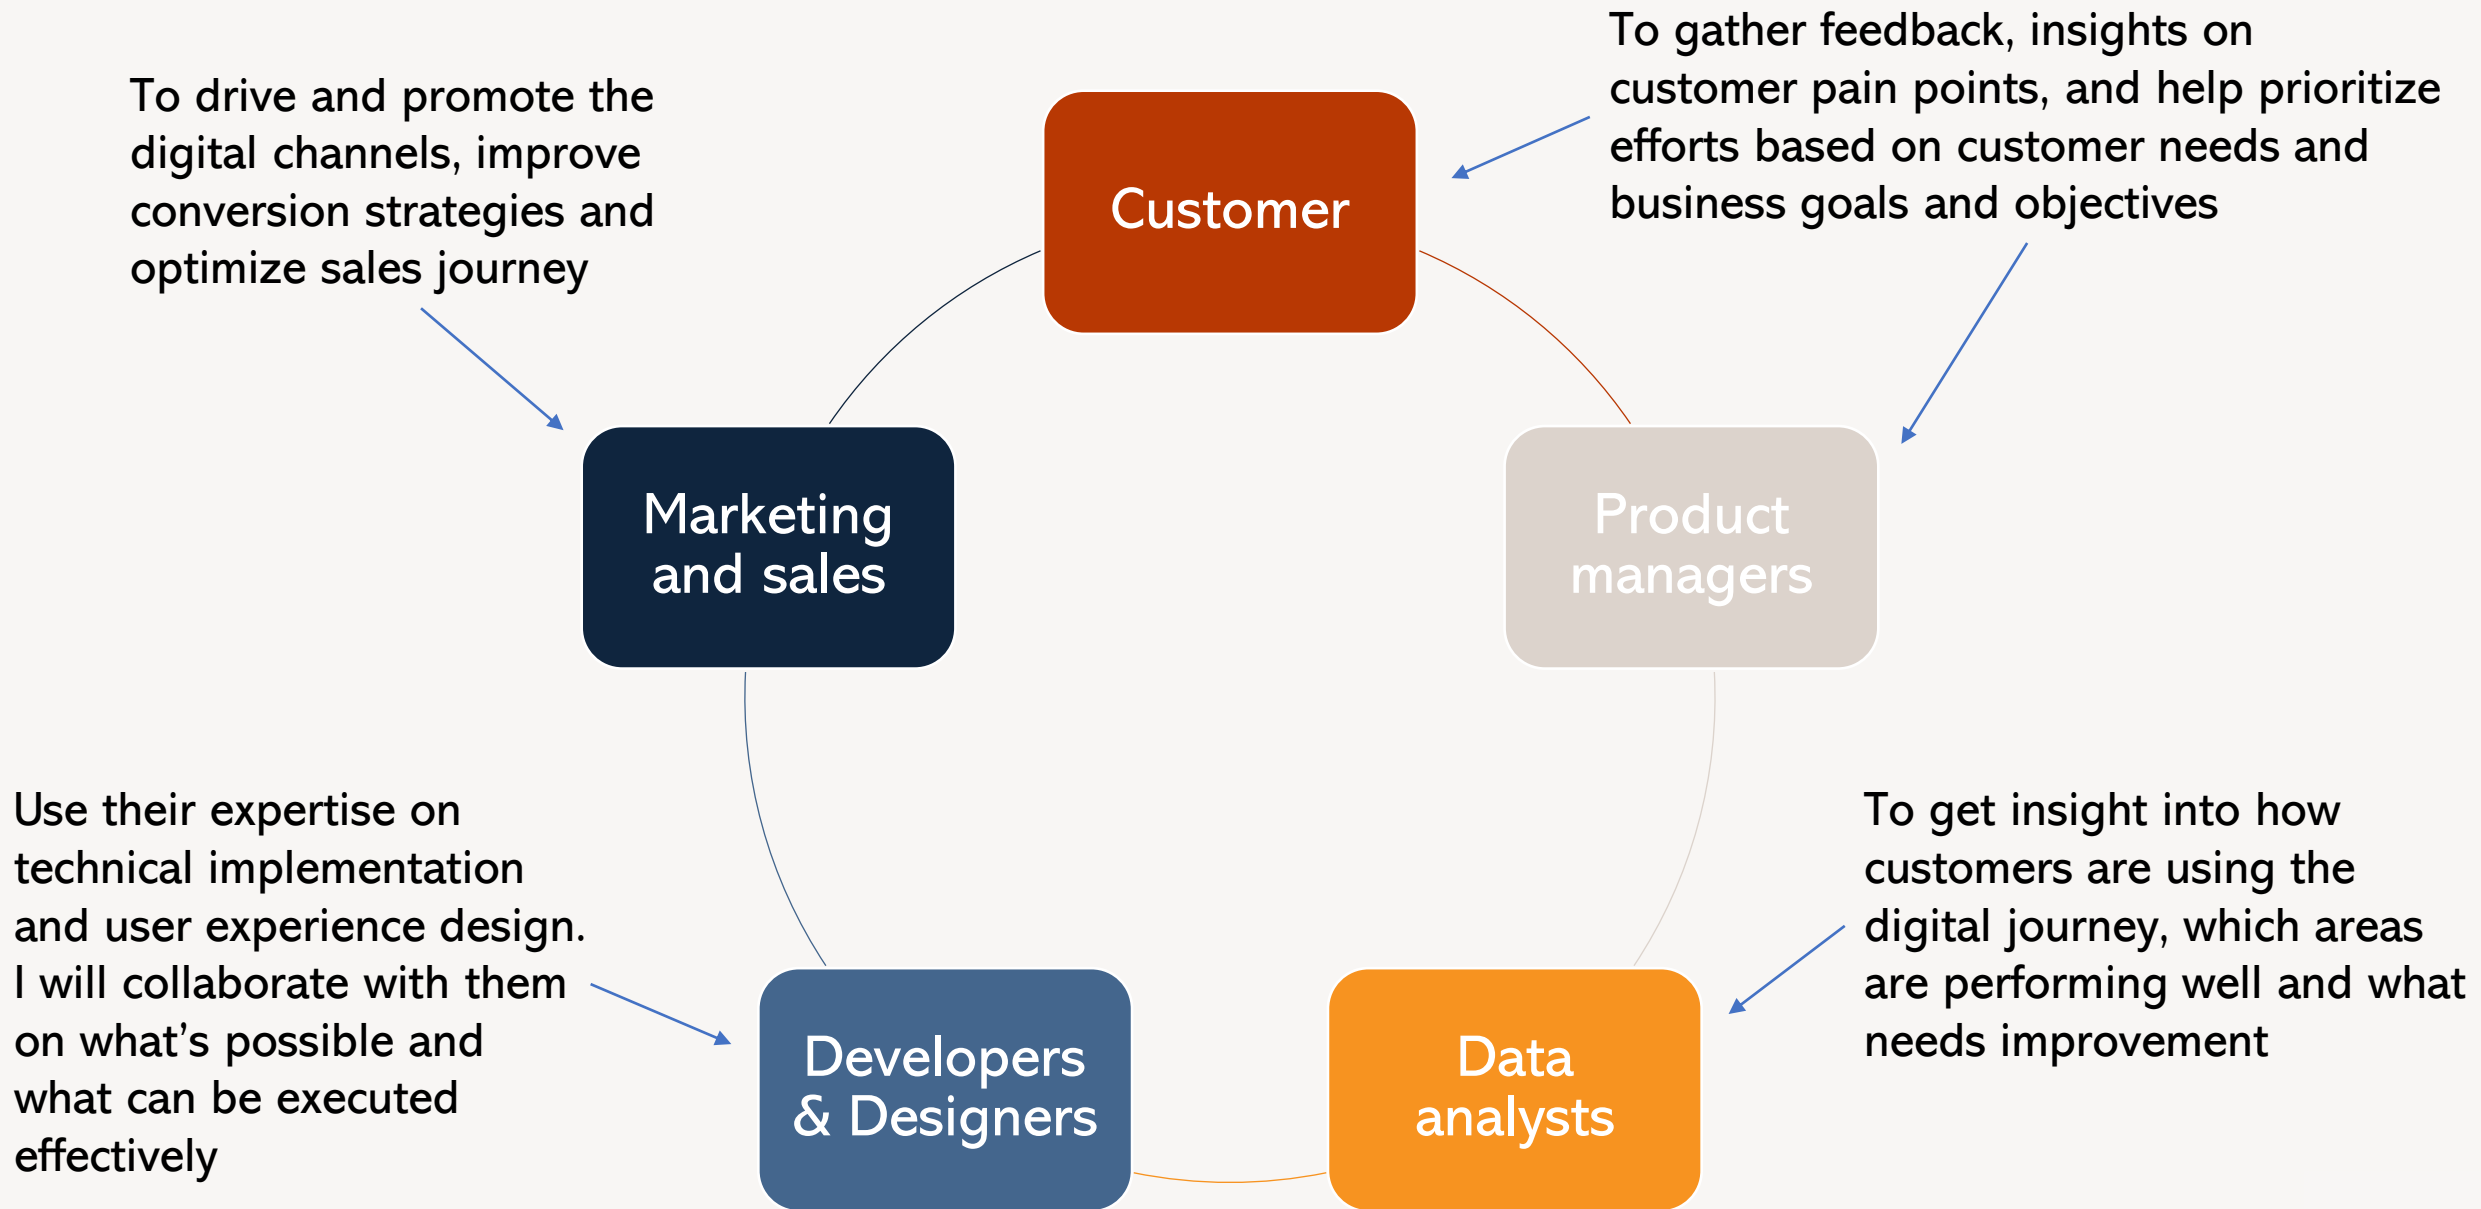 To gather feedback, insights on
customer pain points, and help prioritize
efforts based on customer needs and
business goals and objectives
To drive and promote the
digital channels, improve
conversion strategies and
optimize sales journey
Customer
Marketing
and sales
Product
managers
Use their expertise on
technical implementation
and user experience design.
I will collaborate with them
on what’s possible and
what can be executed
effectively
To get insight into how
customers are using the
digital journey, which areas
are performing well and what
needs improvement
Developers
& Designers
Data
analysts